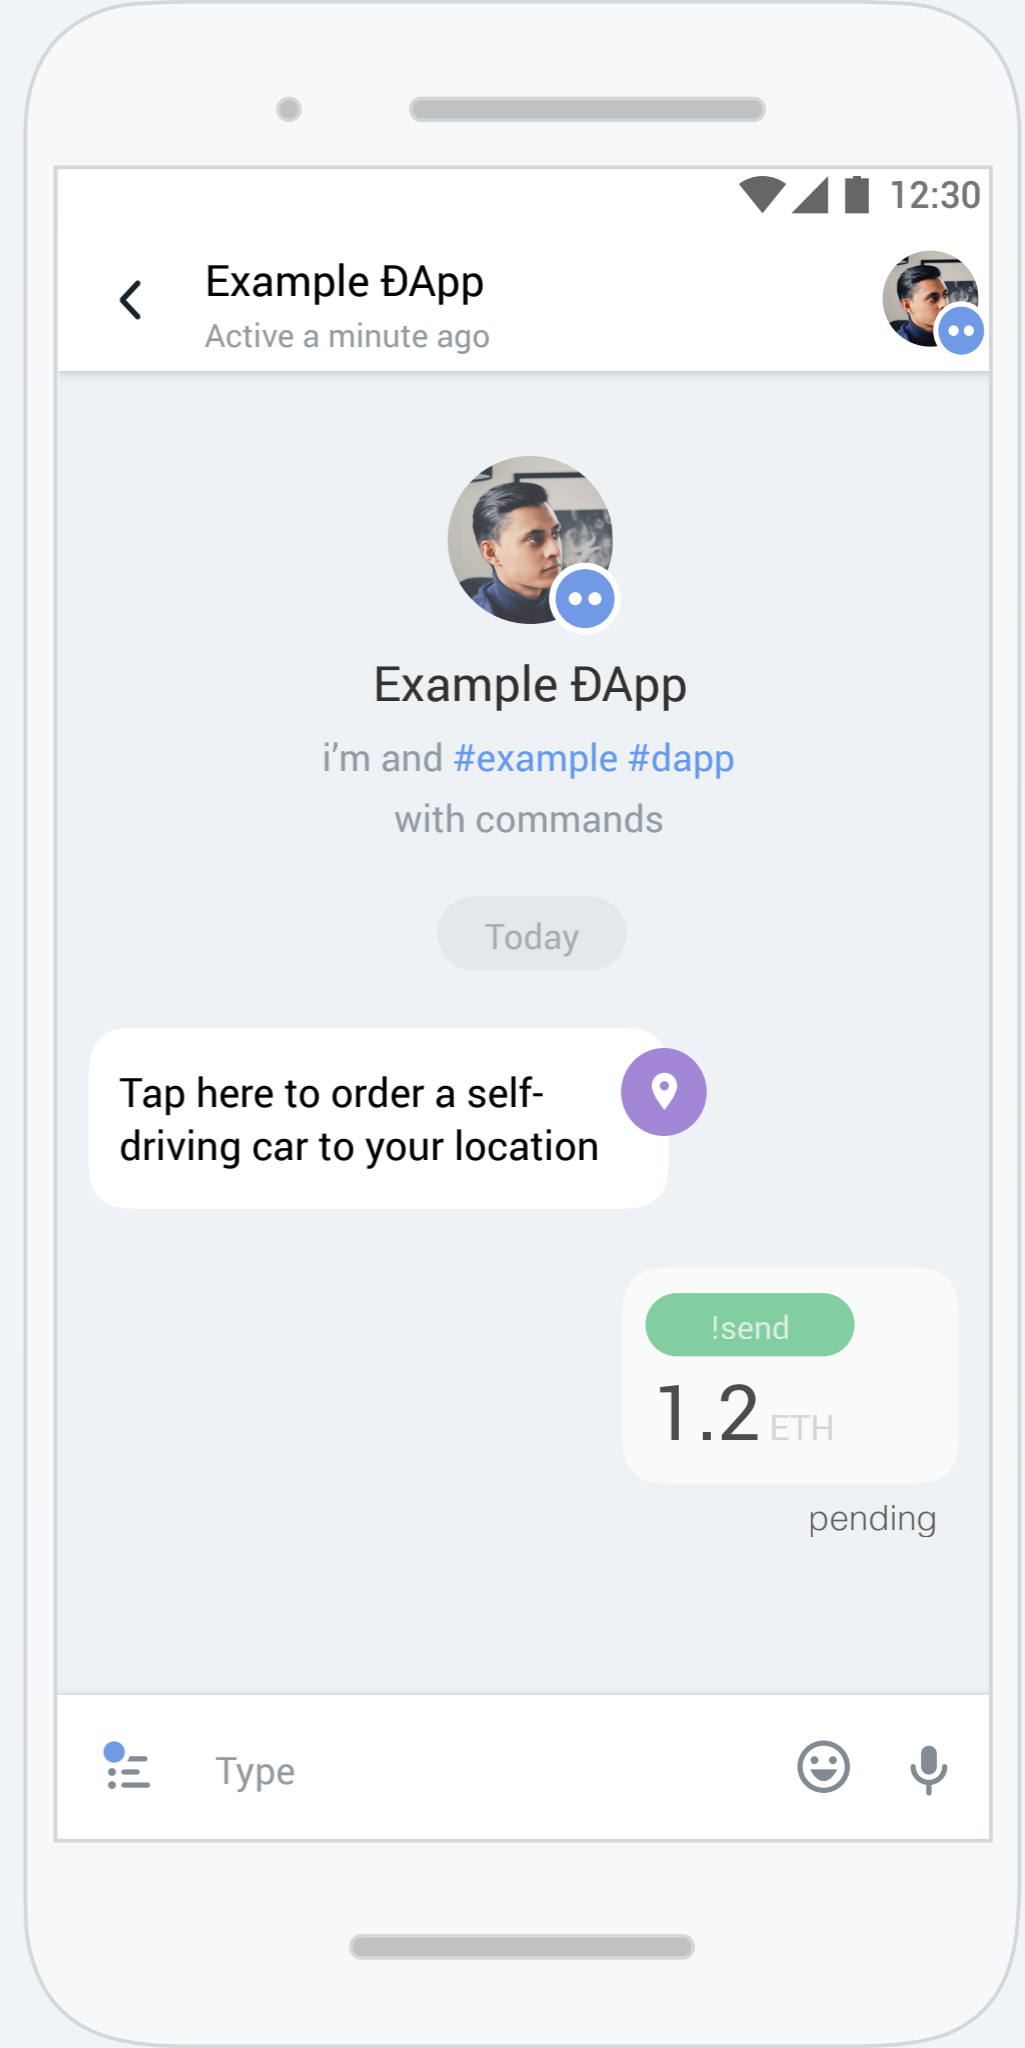 12:30
Example ĐApp
Active a minute ago
Example ĐApp
i’m and #example #dapp
with commands
Today
Tap here to order a self-
driving car to your location
!send
1.2 ETH
pending
Type